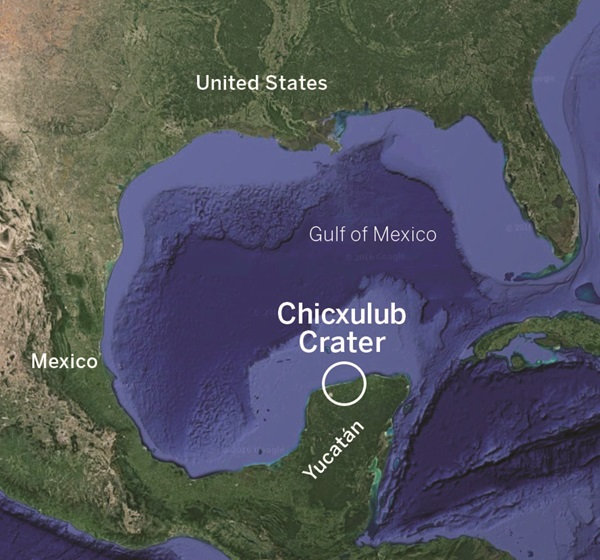 United States
Gulf of Mexico
Chicxulub
Crater
Mexico
Yucatán